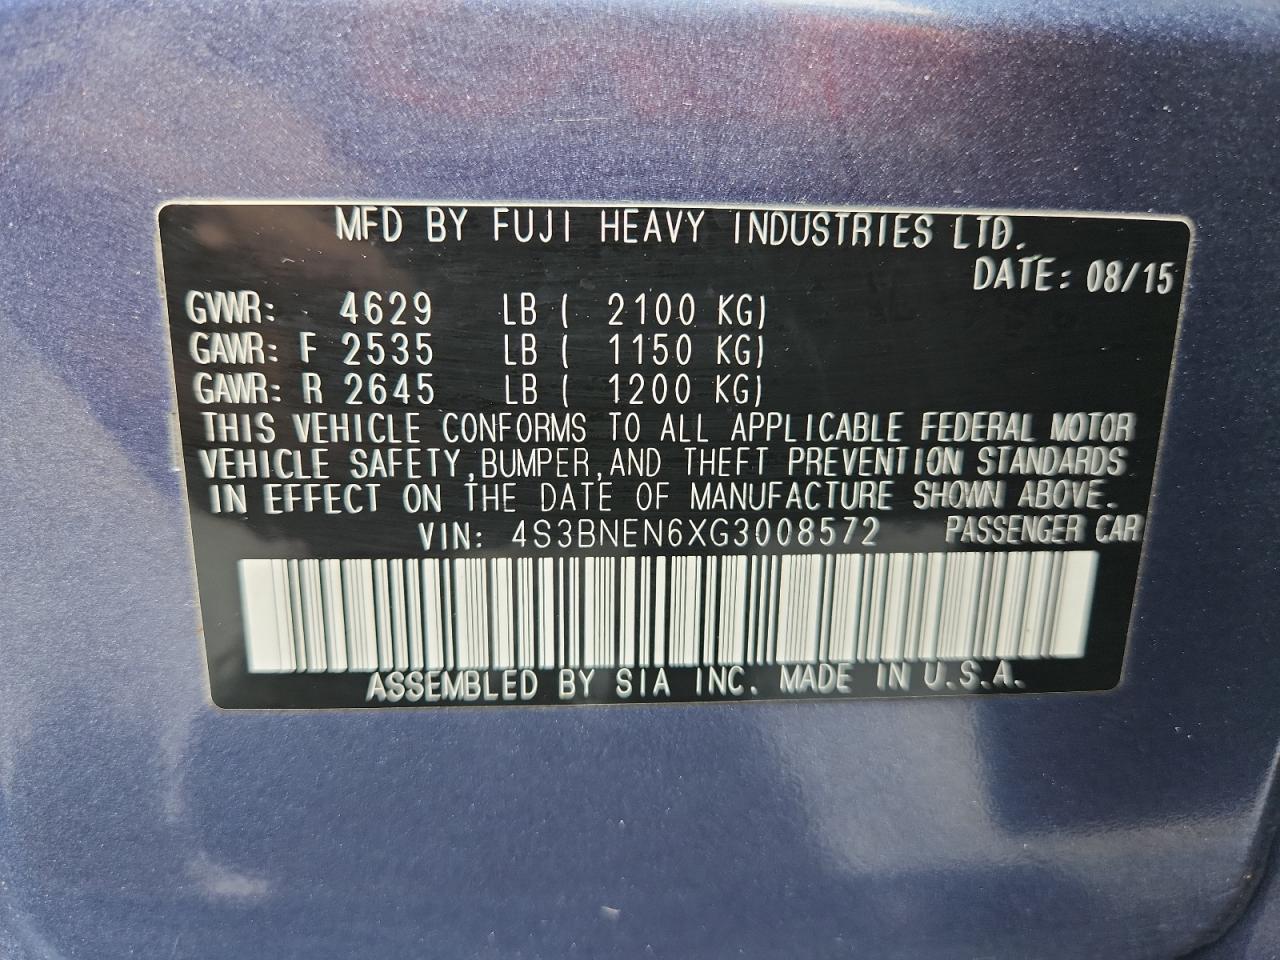 MFD BY FUJI HEAVY INDUSTRIES LTD.
DATE: 08/15
GVWR: 4629 LB ( 2100 KG)
GAWR: F 2535 LB ( 1150 KG)
GAWR: R 2645 LB ( 1200 KG)
THIS VEHICLE CONFORMS TO ALL APPLICABLE FEDERAL MOTOR
VEHICLE SAFETY,BUMPER,AND THEFT PREVENTION STANDARDS
IN EFFECT ON THE DATE OF MANUFACTURE SHOWN ABOVE.
VIN: 4S3BNEN6XG3008572 PASSENGER CAR
ASSEMBLED BY SIA INC. MADE IN U.S.A.